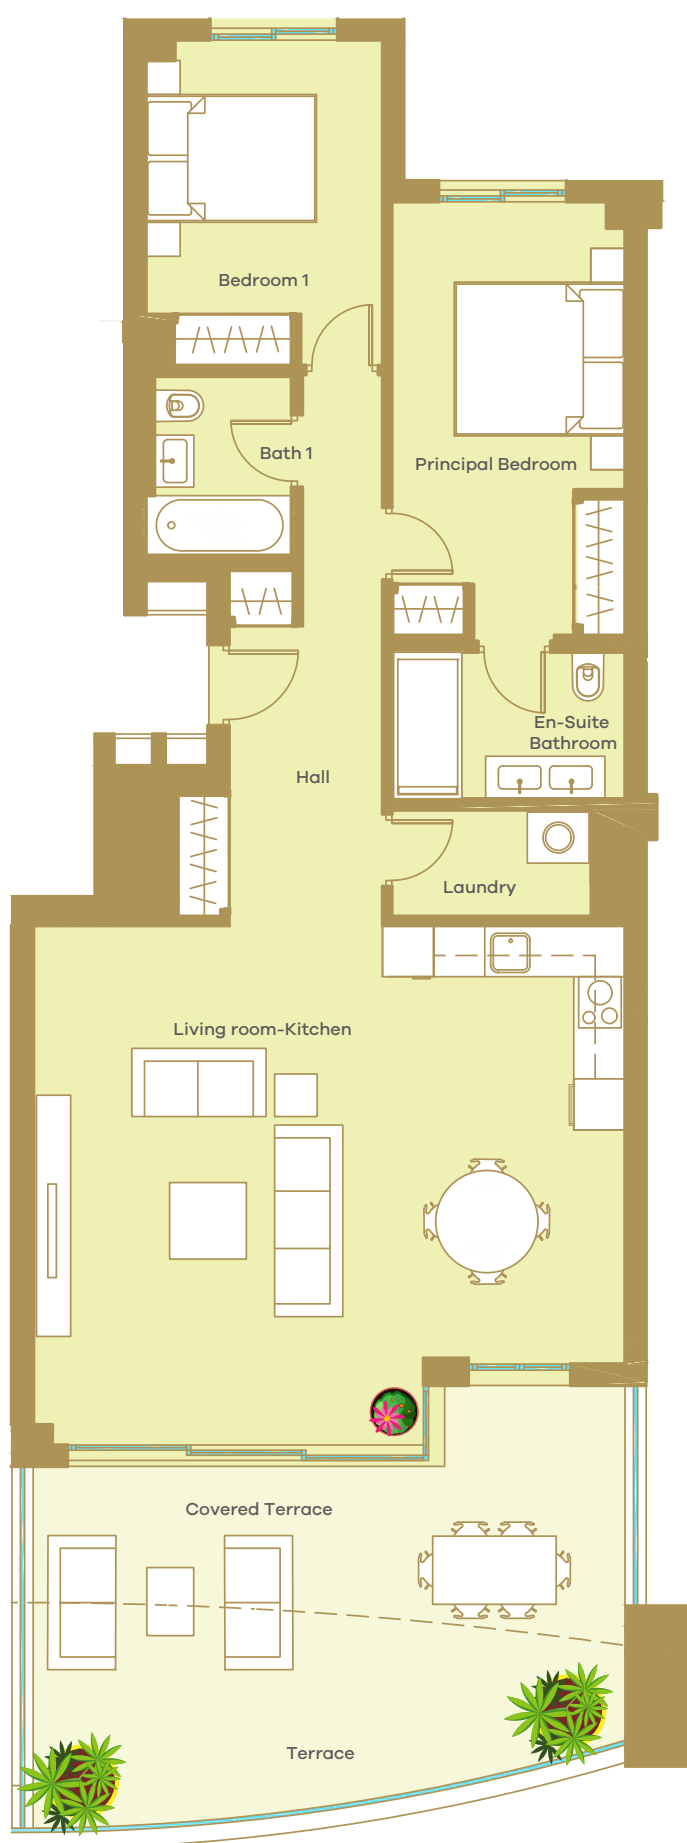 Bedroom 1
Bath 1
Principal Bedroom
En-Suite
Bathroom
Hall
Laundry
Living room-Kitchen
Covered Terrace
Terrace